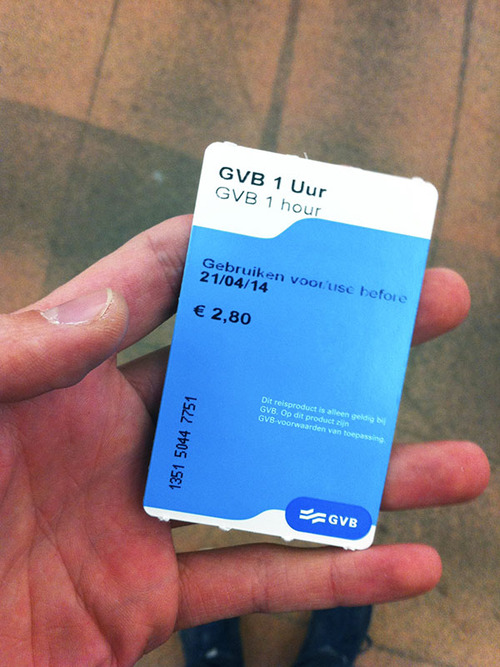 GVB 1 Uur
GVB 1 hour
Gebruiken voor/use before
21/04/14
€ 2,80
1351 5044 7751
Dit reisproduct is alleen geldig bij
GVB. Op dit product zijn
GVB-voorwaarden van toepassing.
GVB